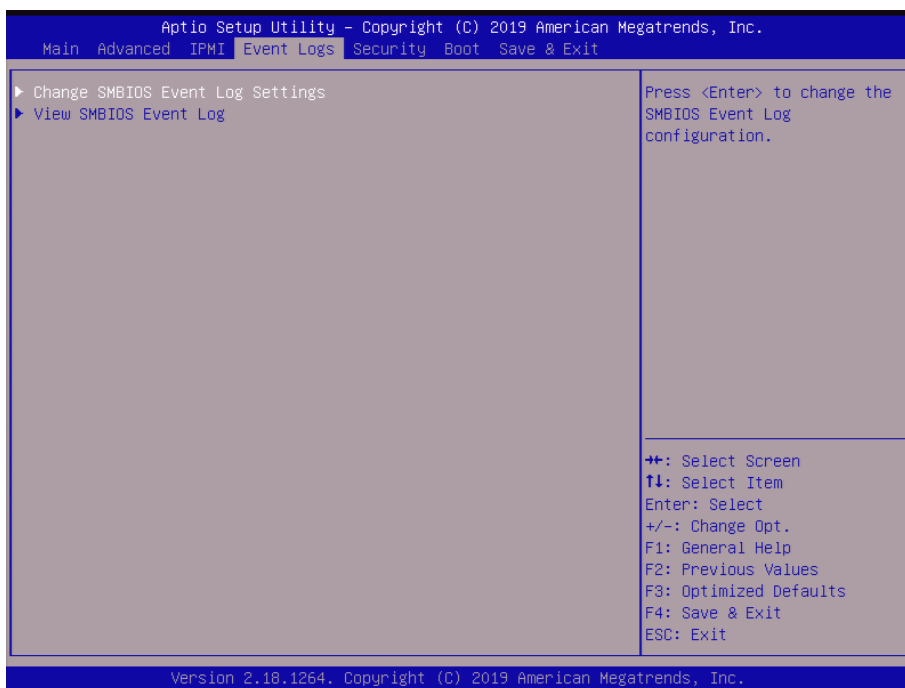 Aptio Setup Utility – Copyright (C) 2019 American Megatrends, Inc.
Main Advanced IPMI Event Logs Security Boot Save & Exit
▶ Change SMBIOS Event Log Settings
▶ View SMBIOS Event Log
Press <Enter> to change the
SMBIOS Event Log
configuration.
→←: Select Screen
↑↓: Select Item
Enter: Select
+/-: Change Opt.
F1: General Help
F2: Previous Values
F3: Optimized Defaults
F4: Save & Exit
ESC: Exit
Version 2.18.1264. Copyright (C) 2019 American Megatrends, Inc.